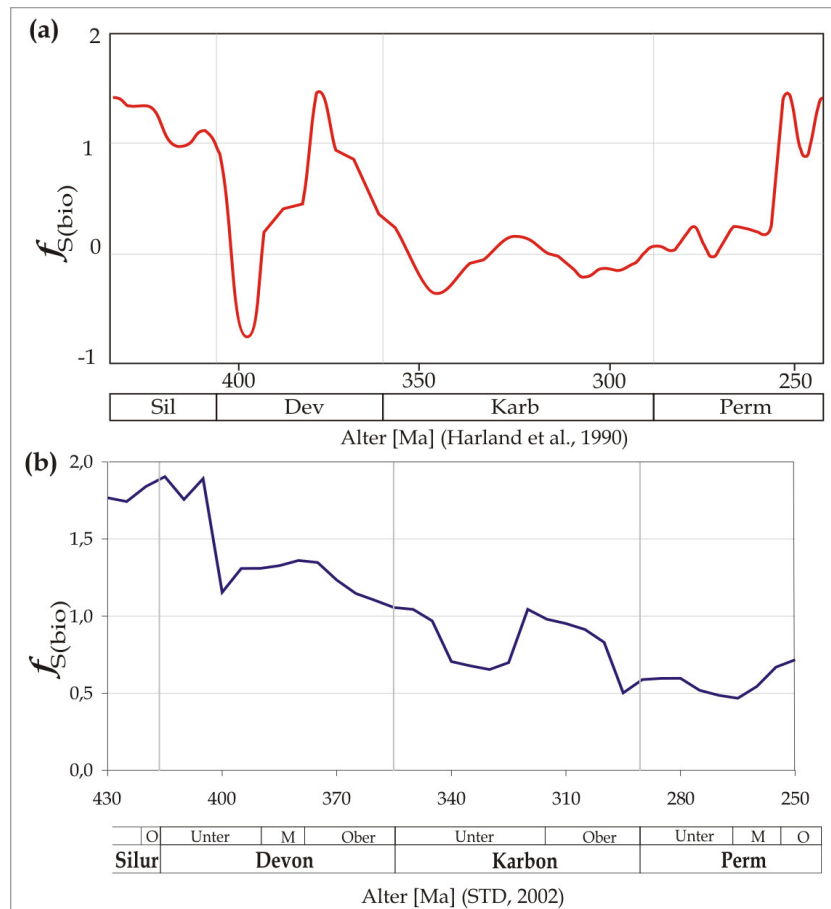 (a)
2
1
0
-1
fS(bio)
400 350 300 250
Sil Dev Karb Perm
Alter [Ma] (Harland et al., 1990)
(b)
2,0
1,5
1,0
0,5
0,0
fS(bio)
430 400 370 340 310 280 250
O Unter M Ober Unter Ober Unter M O
Silur Devon Karbon Perm
Alter [Ma] (STD, 2002)